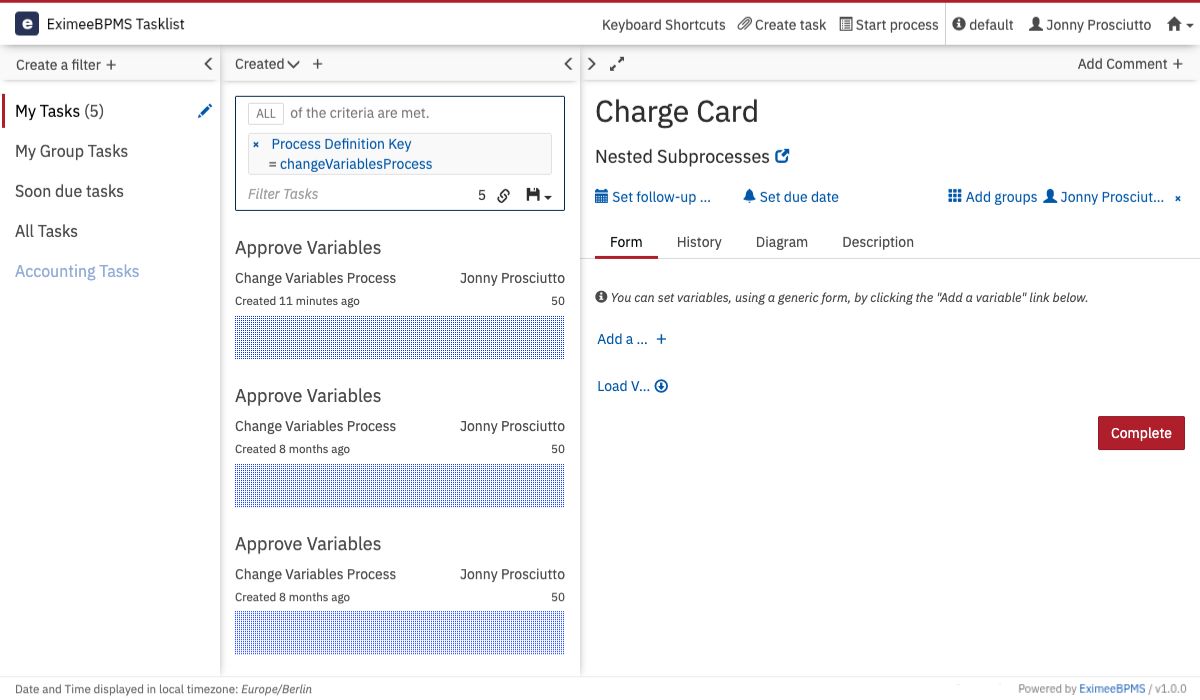 EximeeBPMS Tasklist
Keyboard Shortcuts Create task Start process default Jonny Prosciutto
Create a filter +
My Tasks (5)
My Group Tasks
Soon due tasks
All Tasks
Accounting Tasks
Created +
ALL of the criteria are met.
× Process Definition Key
= changeVariablesProcess
Filter Tasks 5
Approve Variables
Change Variables Process Jonny Prosciutto
Created 11 minutes ago 50
Approve Variables
Change Variables Process Jonny Prosciutto
Created 8 months ago 50
Approve Variables
Change Variables Process Jonny Prosciutto
Created 8 months ago 50
Add Comment +
Charge Card
Nested Subprocesses
Set follow-up ... Set due date Add groups Jonny Prosciut... ×
Form History Diagram Description
You can set variables, using a generic form, by clicking the "Add a variable" link below.
Add a ... +
Load V...
Complete
Date and Time displayed in local timezone: Europe/Berlin
Powered by EximeeBPMS / v1.0.0